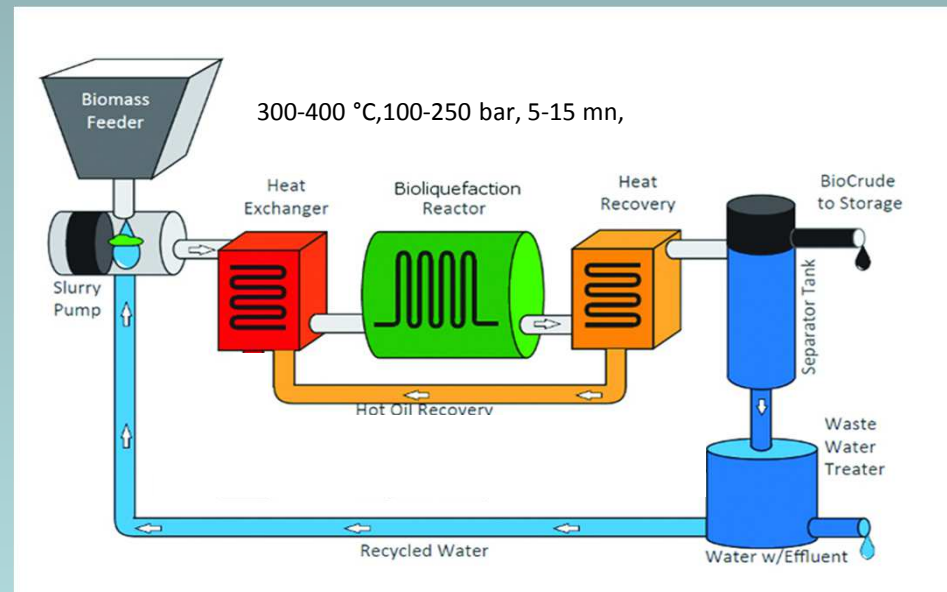 Biomass
Feeder
300-400 °C,100-250 bar, 5-15 mn,
Heat
Exchanger
Bioliquefaction
Reactor
Heat
Recovery
BioCrude
to Storage
Slurry
Pump
Separator Tank
Hot Oil Recovery
Waste
Water
Treater
Recycled Water
Water w/Effluent